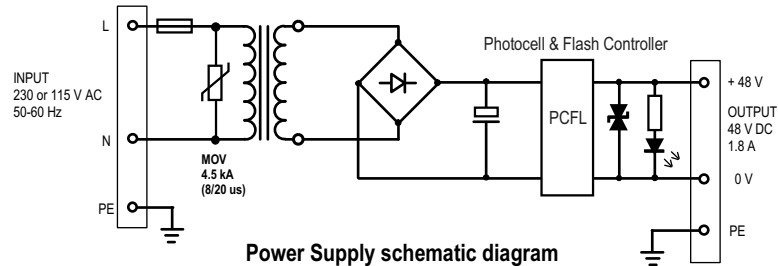 L
Photocell & Flash Controller
INPUT
230 or 115 V AC
50-60 Hz
+ 48 V
PCFL
OUTPUT
48 V DC
1.8 A
N
MOV
4.5 kA
(8/20 us)
0 V
PE
PE
Power Supply schematic diagram